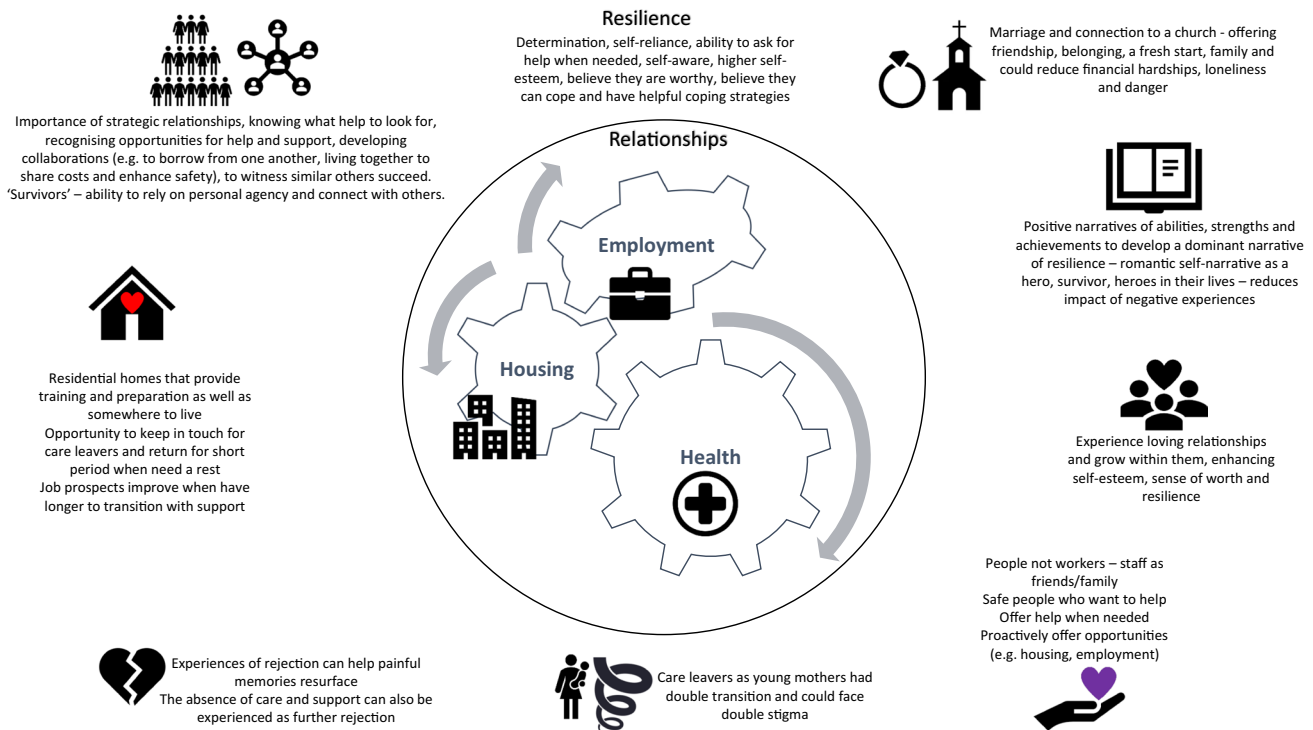 Resilience
Determination, self-reliance, ability to ask for
help when needed, self-aware, higher self-
esteem, believe they are worthy, believe they
can cope and have helpful coping strategies
Marriage and connection to a church - offering
friendship, belonging, a fresh start, family and
could reduce financial hardships, loneliness
and danger
Importance of strategic relationships, knowing what help to look for,
recognising opportunities for help and support, developing
collaborations (e.g. to borrow from one another, living together to
share costs and enhance safety), to witness similar others succeed.
‘Survivors’ – ability to rely on personal agency and connect with others.
Relationships
Employment
Housing
Health
Positive narratives of abilities, strengths and
achievements to develop a dominant narrative
of resilience – romantic self-narrative as a
hero, survivor, heroes in their lives – reduces
impact of negative experiences
Residential homes that provide
training and preparation as well as
somewhere to live
Opportunity to keep in touch for
care leavers and return for short
period when need a rest
Job prospects improve when have
longer to transition with support
Experience loving relationships
and grow within them, enhancing
self-esteem, sense of worth and
resilience
People not workers – staff as
friends/family
Safe people who want to help
Offer help when needed
Proactively offer opportunities
(e.g. housing, employment)
Experiences of rejection can help painful
memories resurface
The absence of care and support can also be
experienced as further rejection
Care leavers as young mothers had
double transition and could face
double stigma